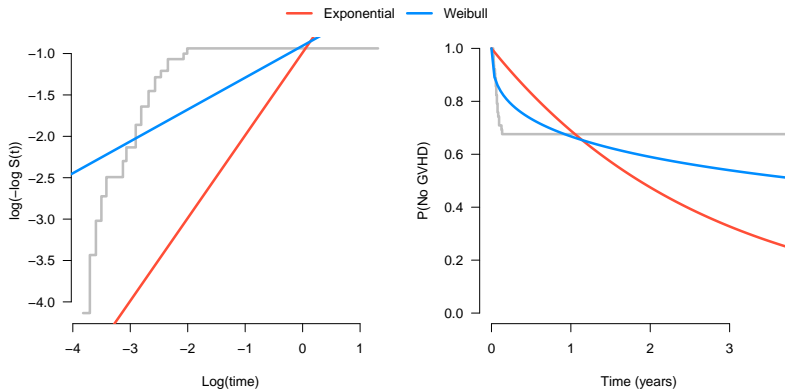 Exponential Weibull
log(−log S(t))
−1.0
−1.5
−2.0
−2.5
−3.0
−3.5
−4.0
−4 −3 −2 −1 0 1
Log(time)
P(No GVHD)
1.0
0.8
0.6
0.4
0.2
0.0
0 1 2 3
Time (years)